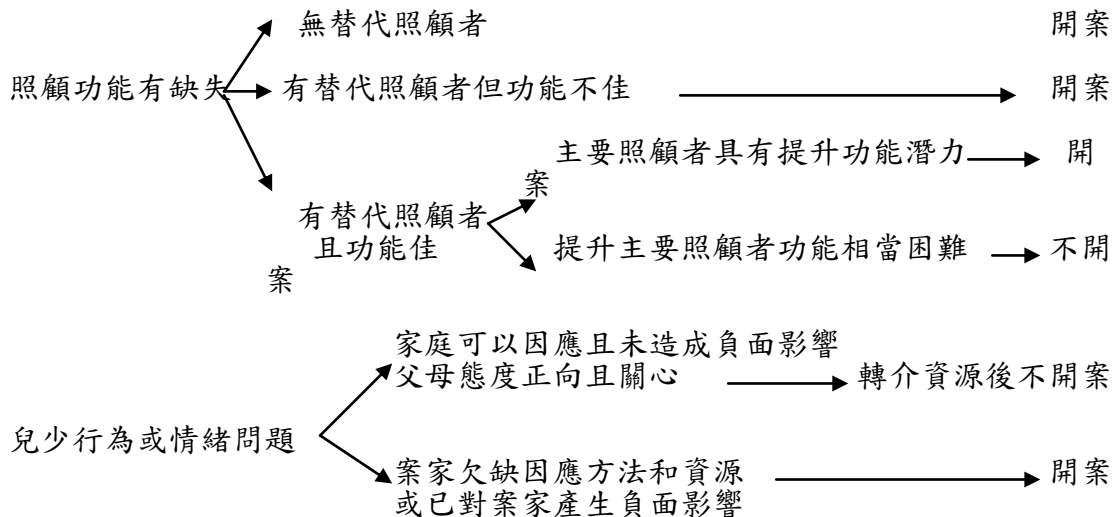 無替代照顧者 開案
照顧功能有缺失 有替代照顧者但功能不佳 開案
主要照顧者具有提升功能潛力 開
案
有替代照顧者
且功能佳 提升主要照顧者功能相當困難 不開
案
家庭可以因應且未造成負面影響
父母態度正向且關心 轉介資源後不開案
兒少行為或情緒問題
案家欠缺因應方法和資源 開案
或已對案家產生負面影響